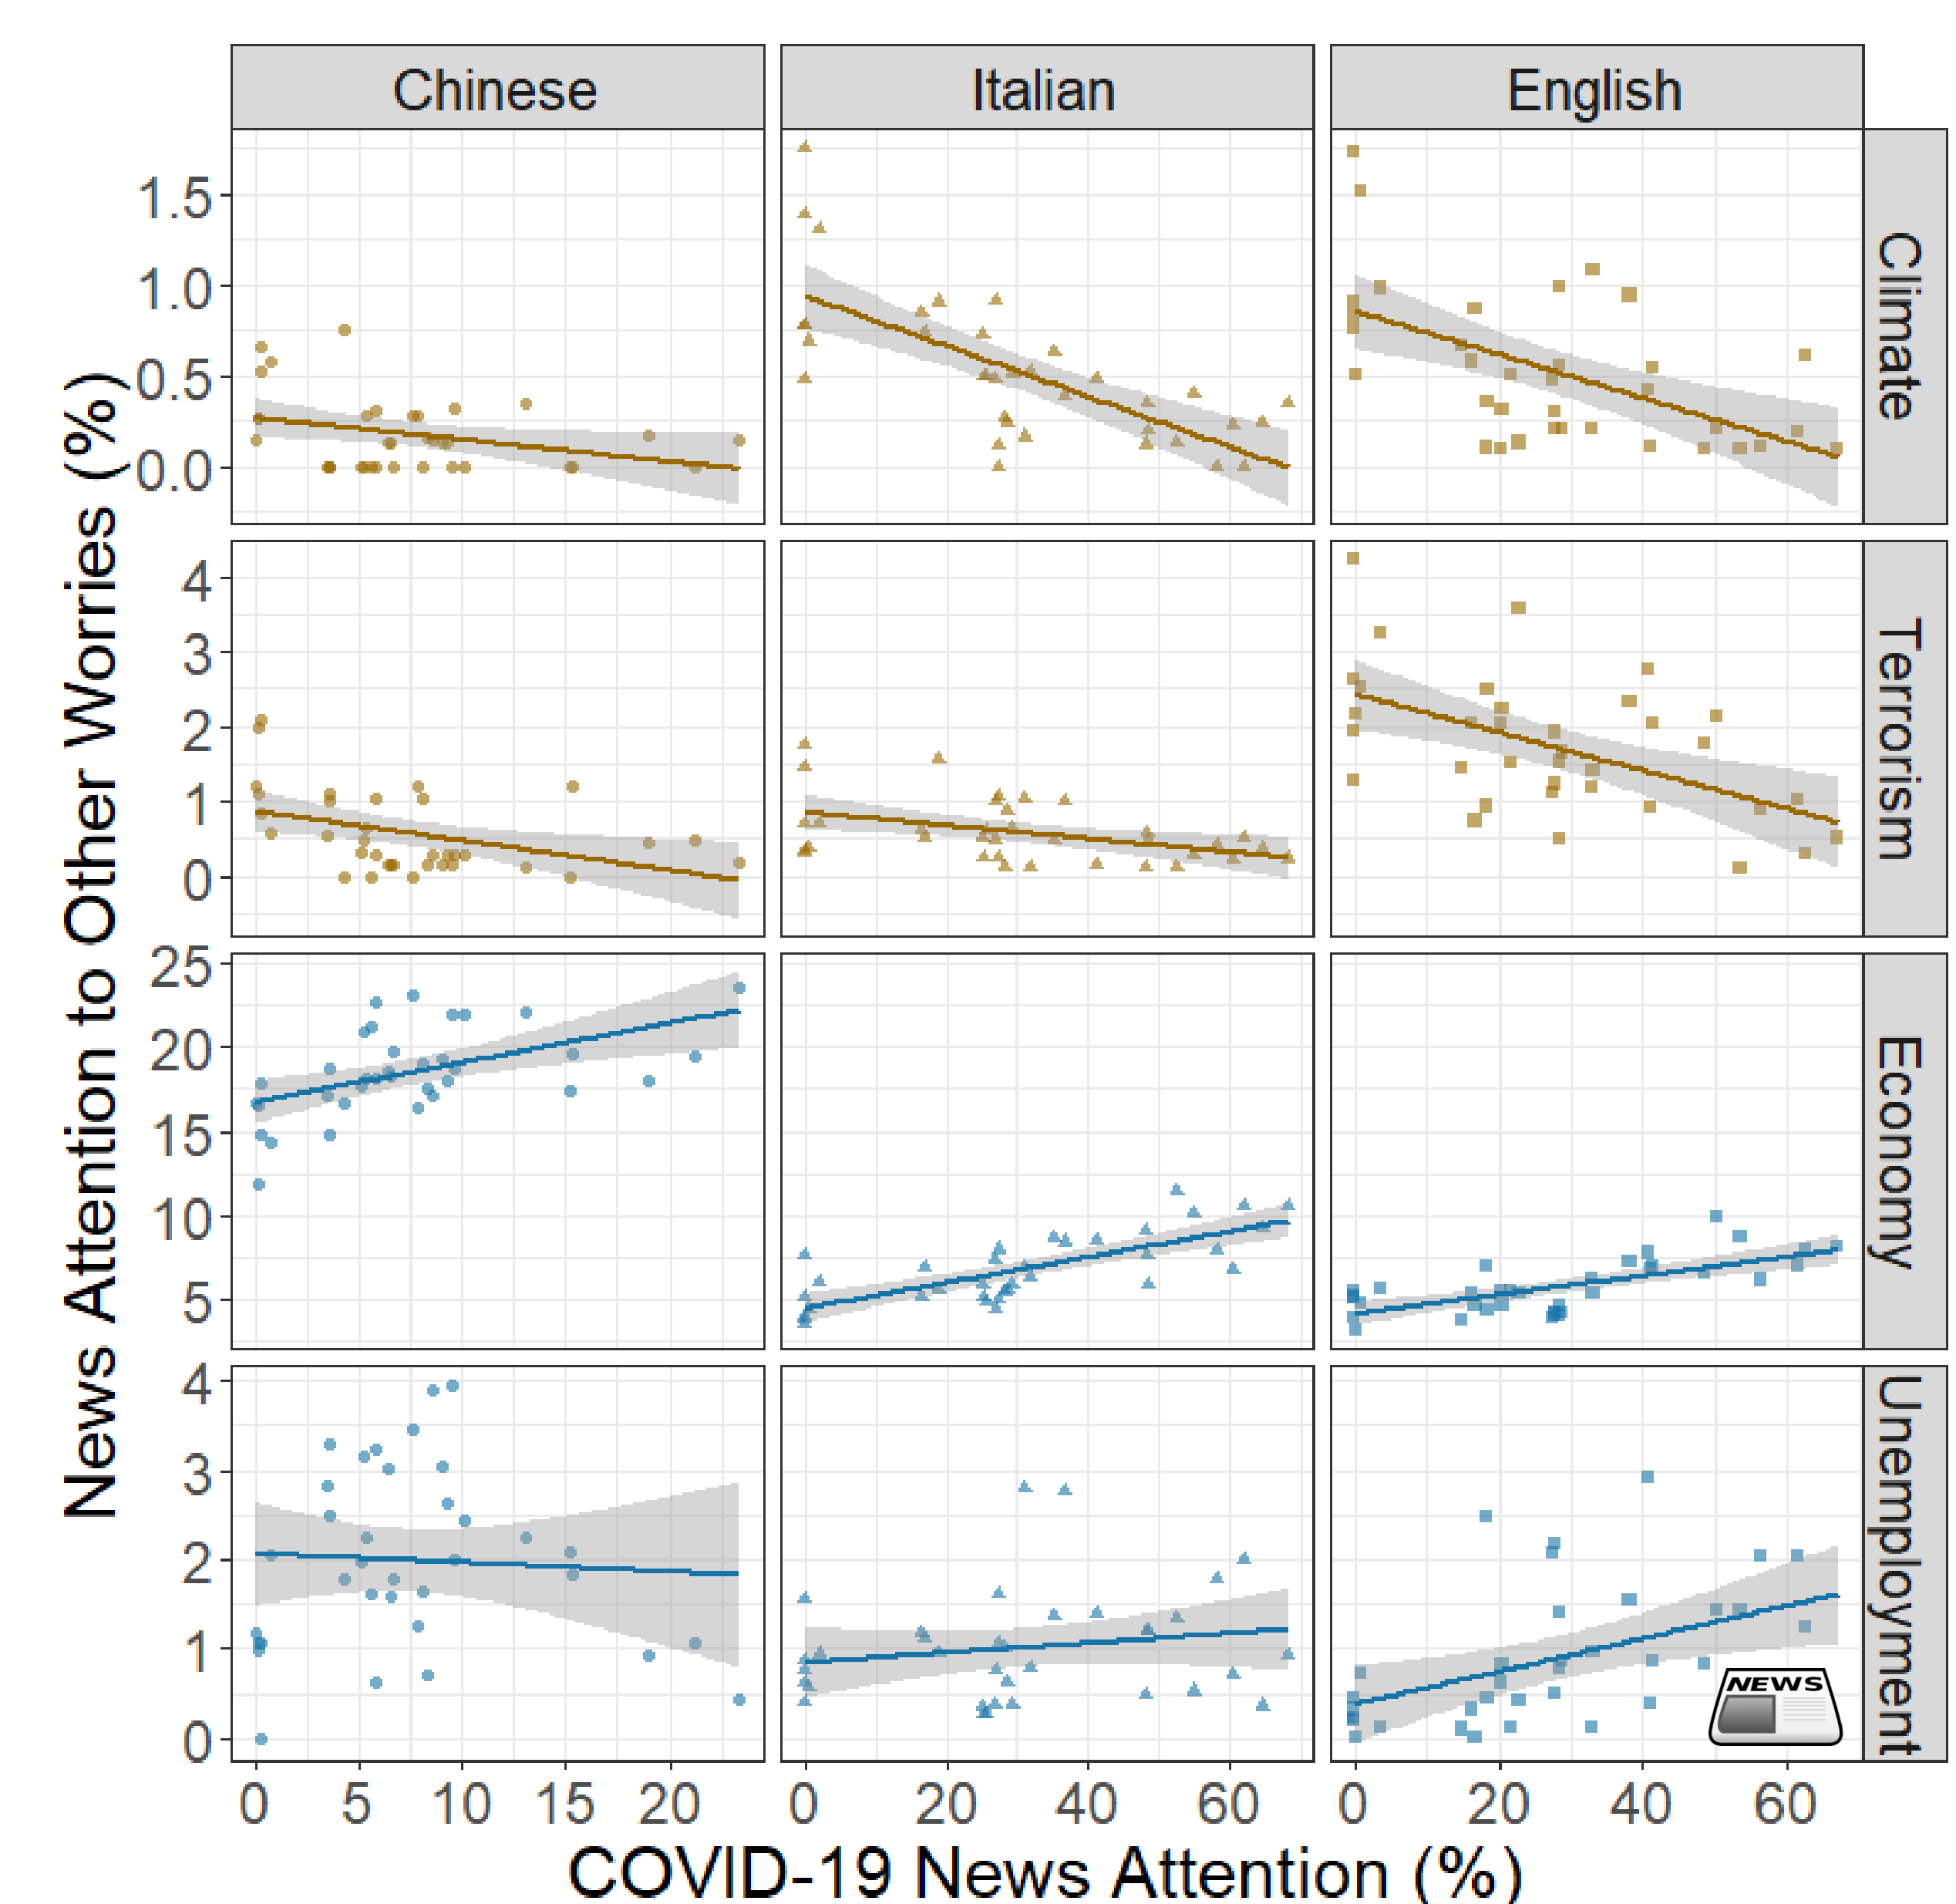 Chinese Italian English
Climate
1.5
1.0
0.5
0.0
Terrorism
4
3
2
1
0
Economy
25
20
15
10
5
Unemployment
4
3
2
1
0
NEWS
0 5 10 15 20 0 20 40 60 0 20 40 60
COVID-19 News Attention (%)
News Attention to Other Worries (%)